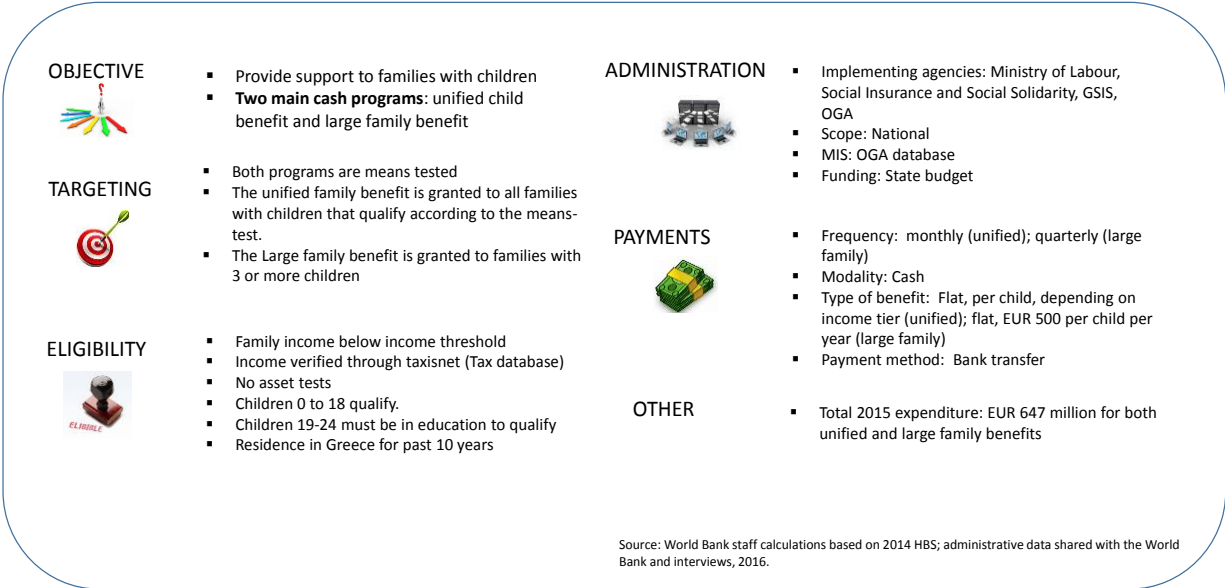 OBJECTIVE
▪ Provide support to families with children
▪ Two main cash programs: unified child
benefit and large family benefit
TARGETING
▪ Both programs are means tested
▪ The unified family benefit is granted to all families
with children that qualify according to the means-
test.
▪ The Large family benefit is granted to families with
3 or more children
ELIGIBILITY
ELIGIBLE
▪ Family income below income threshold
▪ Income verified through taxisnet (Tax database)
▪ No asset tests
▪ Children 0 to 18 qualify.
▪ Children 19-24 must be in education to qualify
▪ Residence in Greece for past 10 years
ADMINISTRATION
▪ Implementing agencies: Ministry of Labour,
Social Insurance and Social Solidarity, GSIS,
OGA
▪ Scope: National
▪ MIS: OGA database
▪ Funding: State budget
PAYMENTS
▪ Frequency: monthly (unified); quarterly (large
family)
▪ Modality: Cash
▪ Type of benefit: Flat, per child, depending on
income tier (unified); flat, EUR 500 per child per
year (large family)
▪ Payment method: Bank transfer
OTHER
▪ Total 2015 expenditure: EUR 647 million for both
unified and large family benefits
Source: World Bank staff calculations based on 2014 HBS; administrative data shared with the World
Bank and interviews, 2016.